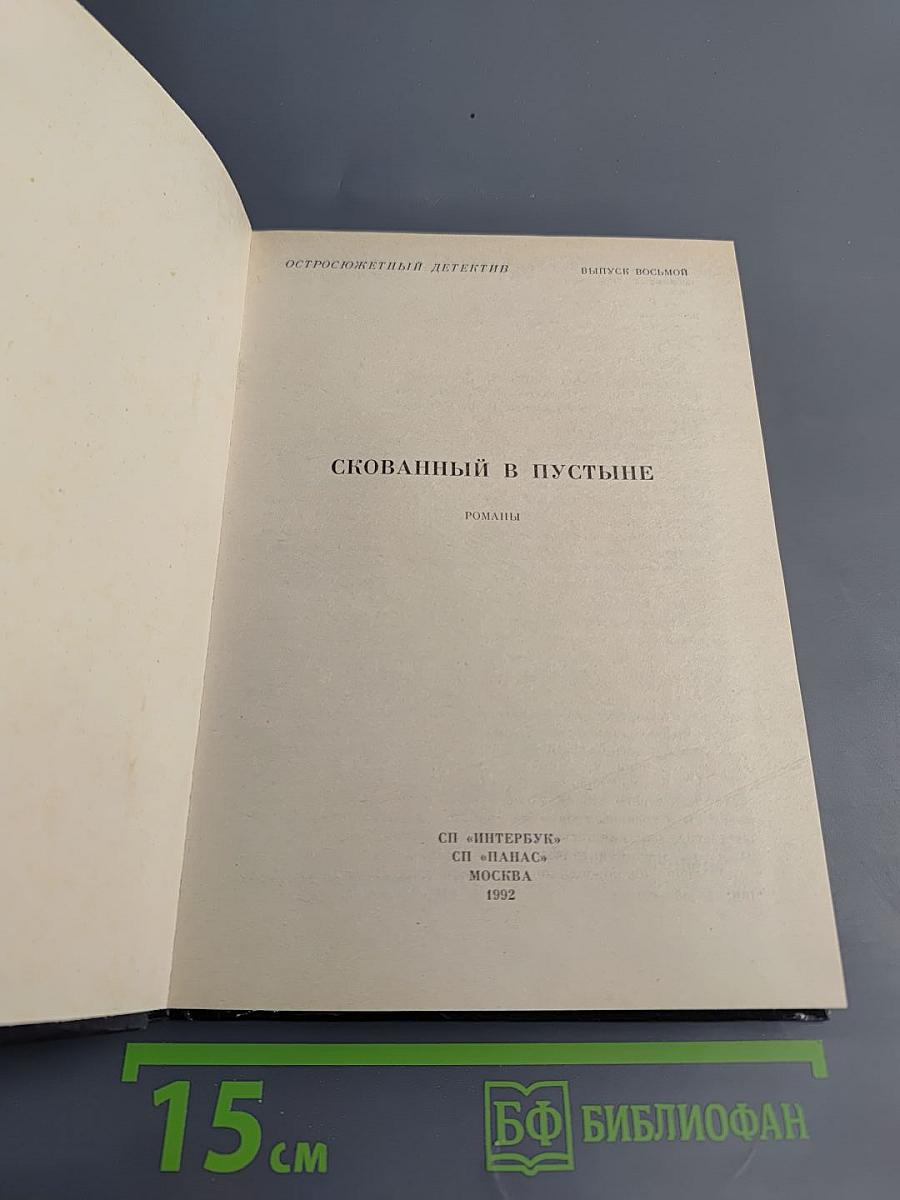 ОСТРОСЮЖЕТНЫЙ ДЕТЕКТИВ ВЫПУСК ВОСЬМОЙ
СКОВАННЫЙ В ПУСТЫНЕ
РОМАНЫ
СП «ИНТЕРБУК»
СП «ПАНАС»
МОСКВА
1992
15 см
БФ БИБЛИОФАН